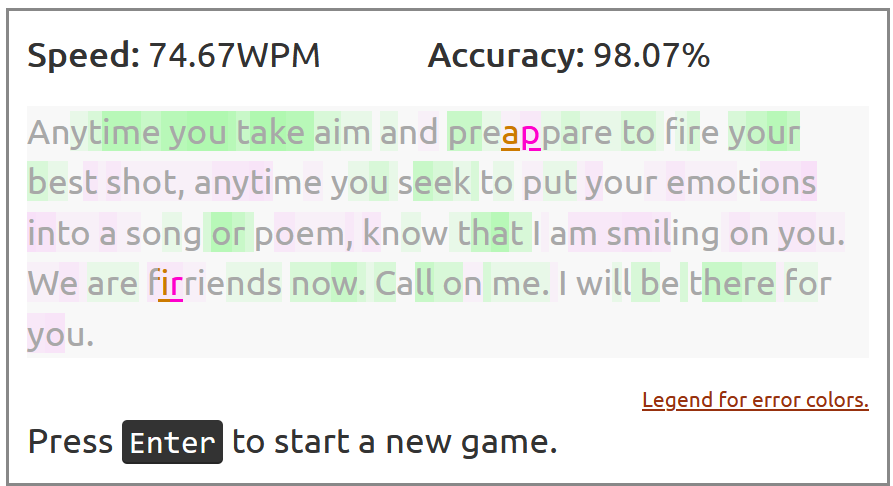 Speed: 74.67WPM Accuracy: 98.07%
Anytime you take aim and preappare to fire your
best shot, anytime you seek to put your emotions
into a song or poem, know that I am smiling on you.
We are firriends now. Call on me. I will be there for
you.
Legend for error colors.
Press Enter to start a new game.